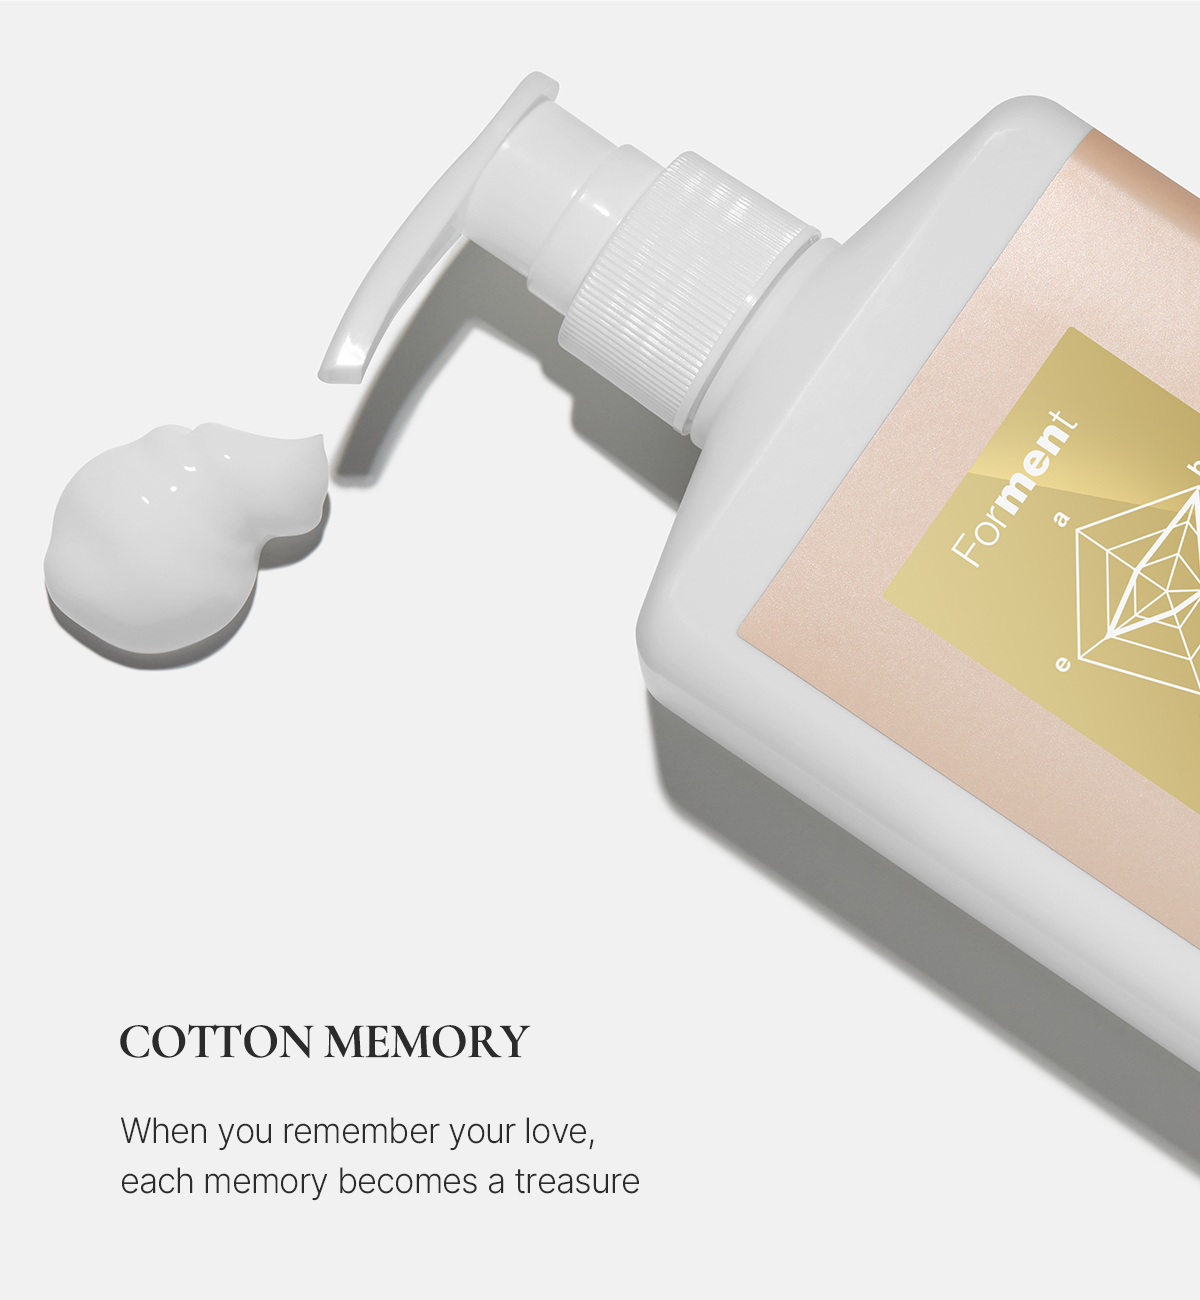 Forment
a
b
e
COTTON MEMORY
When you remember your love,
each memory becomes a treasure